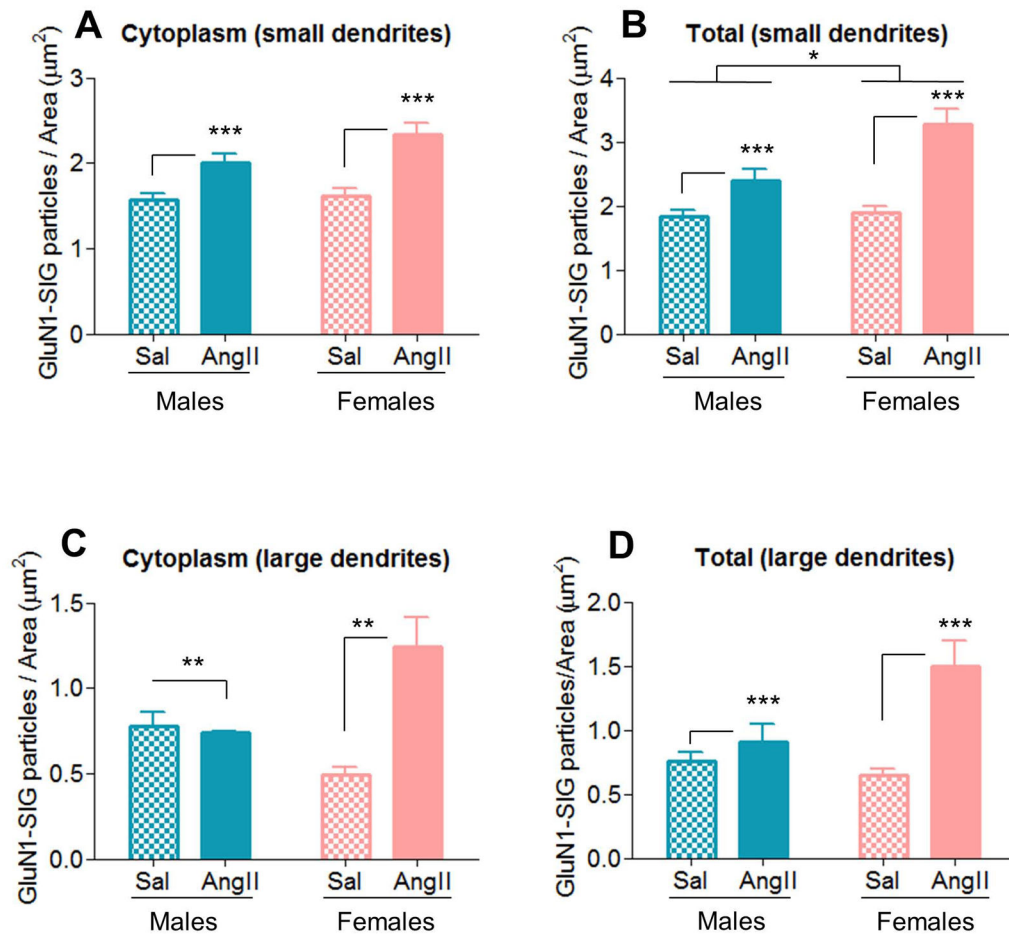 A Cytoplasm (small dendrites)
GluN1-SIG particles / Area (μm²)
3
2
1
0
***
***
Sal AngII Sal AngII
Males Females
B Total (small dendrites)
GluN1-SIG particles / Area (μm²)
4
3
2
1
0
*
***
***
Sal AngII Sal AngII
Males Females
C Cytoplasm (large dendrites)
GluN1-SIG particles / Area (μm²)
1.5
1.0
0.5
0.0
**
**
Sal AngII Sal AngII
Males Females
D Total (large dendrites)
GluN1-SIG particles/Area (μm²)
2.0
1.5
1.0
0.5
0.0
***
***
Sal AngII Sal AngII
Males Females